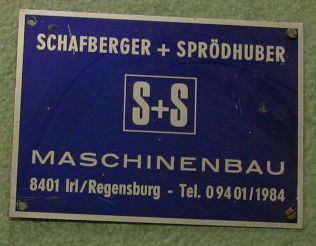 SCHAFBERGER + SPRÖDHUBER
S+S
MASCHINENBAU
8401 Irl/Regensburg - Tel. 09401/1984